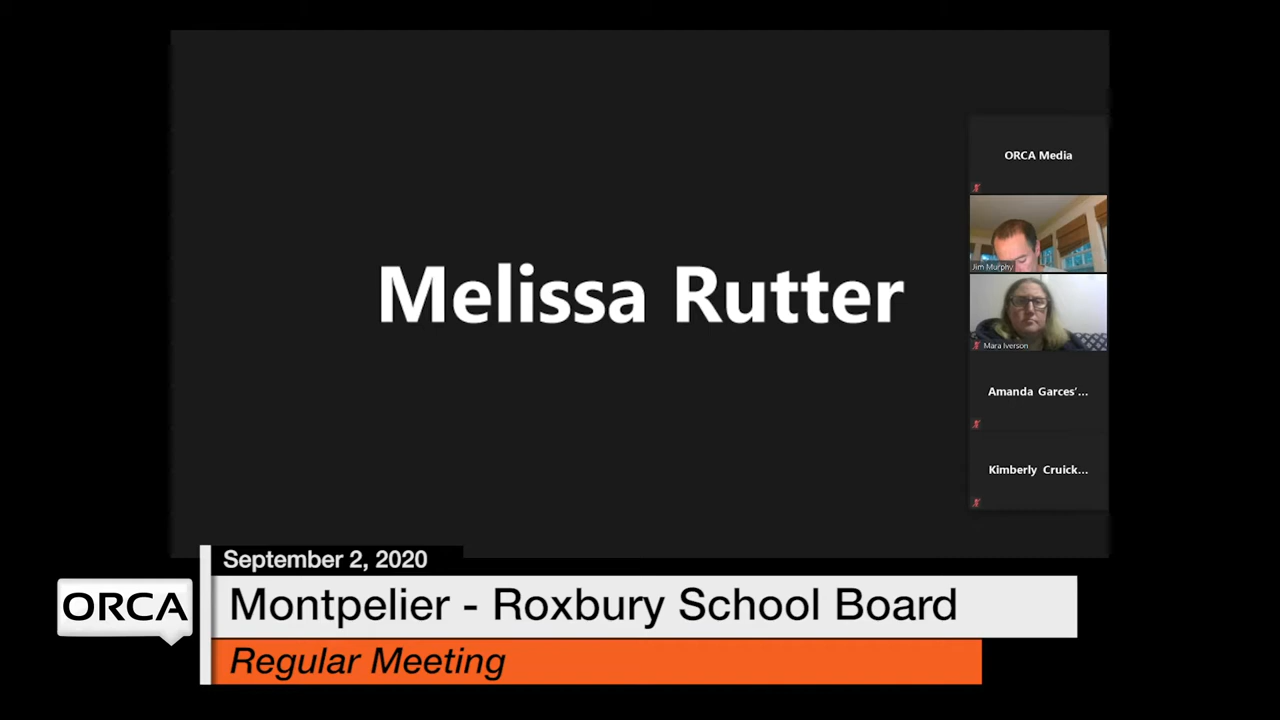 ORCA Media
Jim Murphy
Melissa Rutter
Mara Iverson
Amanda Garces'...
Kimberly Cruick...
September 2, 2020
ORCA
Montpelier - Roxbury School Board
Regular Meeting